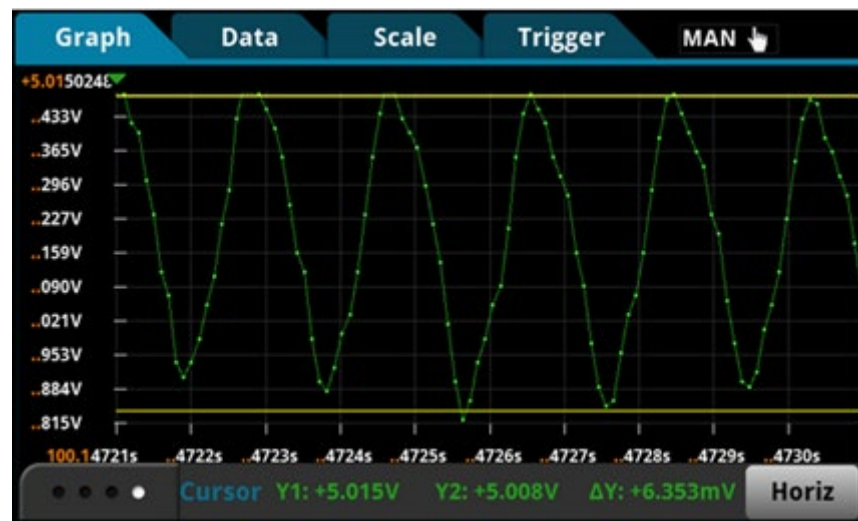 Graph Data Scale Trigger MAN
+5.0150248
..433V
..365V
..296V
..227V
..159V
..090V
..021V
..953V
..884V
..815V
100.14721s ..4722s ..4723s ..4724s ..4725s ..4726s ..4727s ..4728s ..4729s ..4730s
Cursor Y1: +5.015V Y2: +5.008V ΔY: +6.353mV Horiz